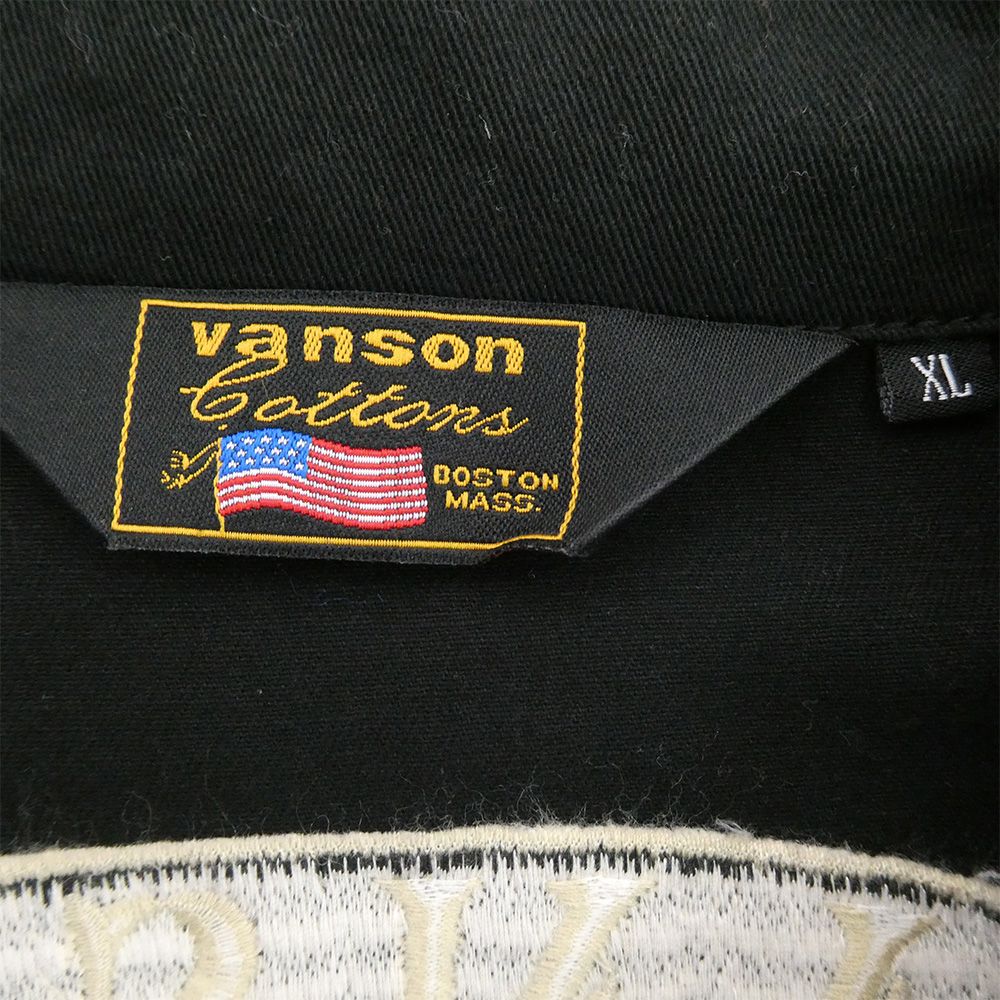 vanson
Cottons
BOSTON
MASS.
XL